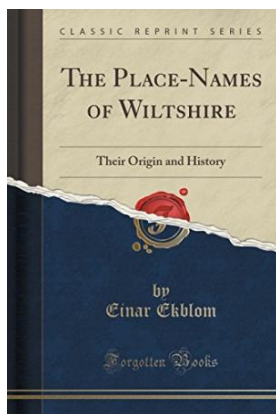 CLASSIC REPRINT SERIES
THE PLACE-NAMES
OF WILTSHIRE
Their Origin and History
by
Einar Ekblom
Forgotten Books